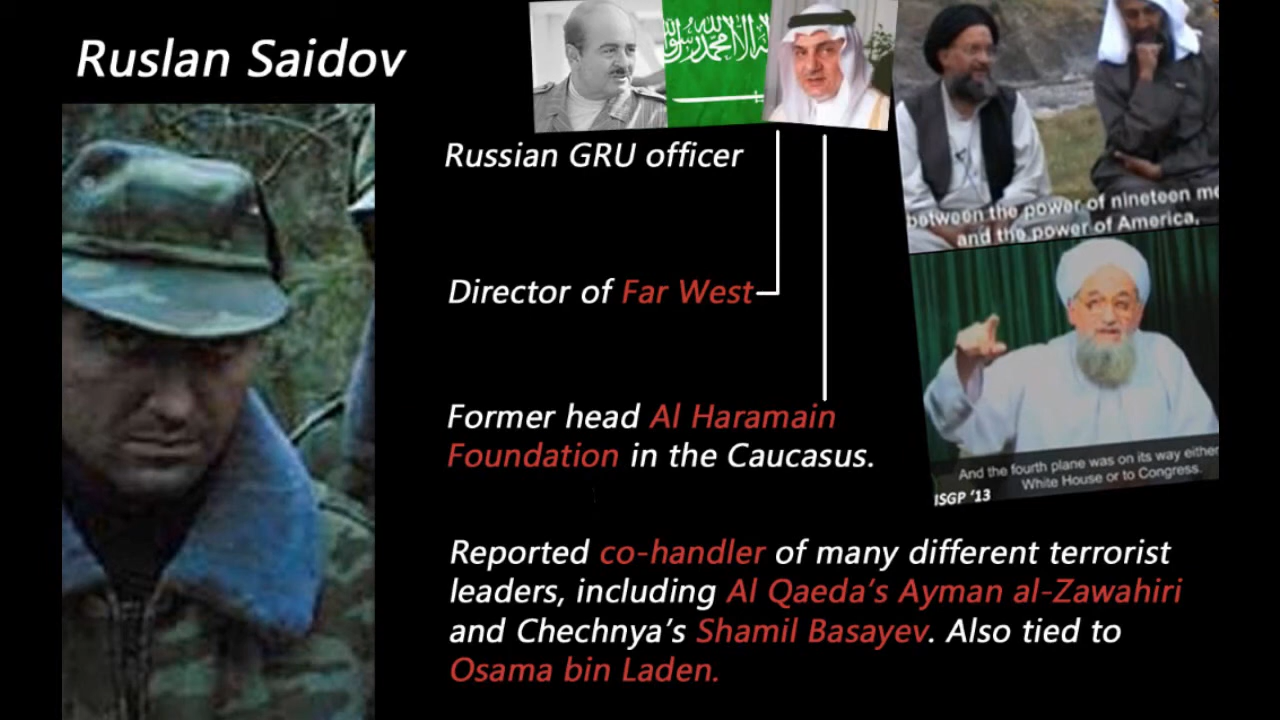 Ruslan Saidov
Russian GRU officer
Director of Far West
Former head Al Haramain
Foundation in the Caucasus.
Reported co-handler of many different terrorist
leaders, including Al Qaeda's Ayman al-Zawahiri
and Chechnya's Shamil Basayev. Also tied to
Osama bin Laden.
between the power of nineteen me
and the power of America,
And the fourth plane was on its way either
White House or to Congress.
ISGP '13